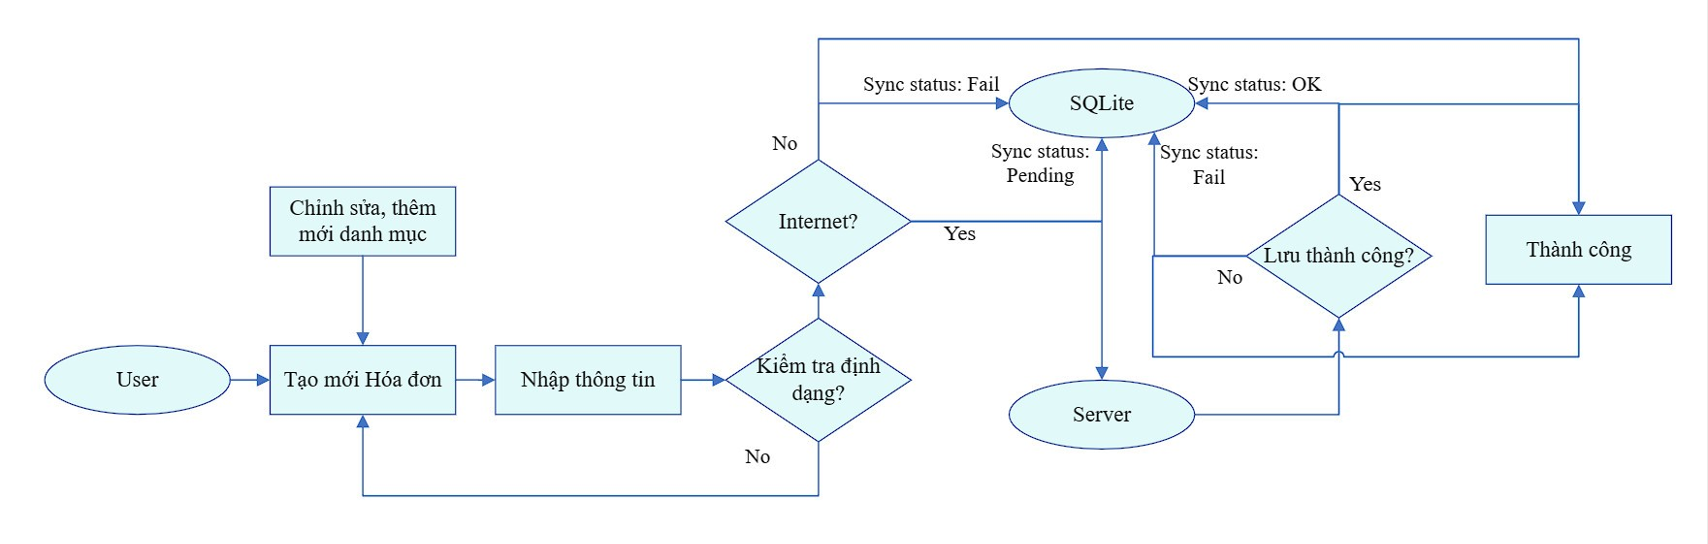 Sync status: Fail
SQLite
Sync status: OK
No
Sync status:
Pending
Sync status:
Fail
Yes
Chỉnh sửa, thêm
mới danh mục
Internet?
Yes
Lưu thành công?
No
Thành công
User
Tạo mới Hóa đơn
Nhập thông tin
Kiểm tra định
dạng?
Server
No